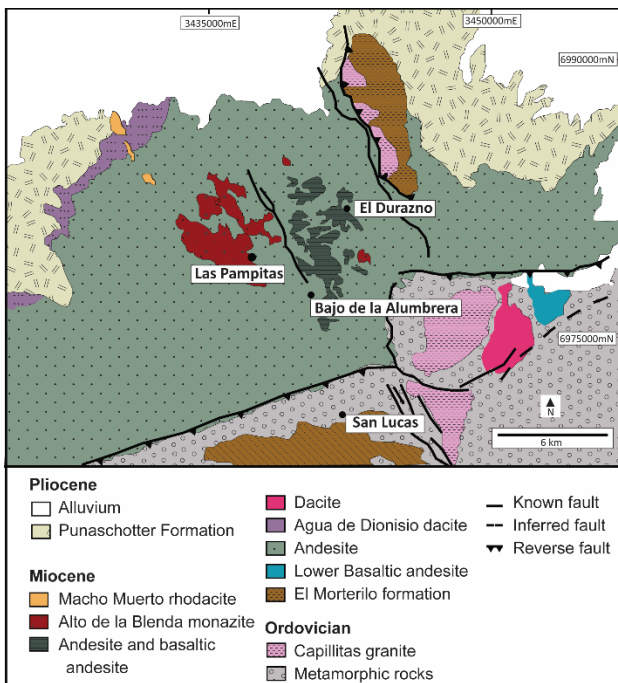 3435000mE
3450000mE
6990000mN
El Durazno
Las Pampitas
Bajo de la Alumbrera
6975000mN
San Lucas
N
6 km
Pliocene
Alluvium
Punaschotter Formation
Miocene
Macho Muerto rhodacite
Alto de la Blenda monazite
Andesite and basaltic
andesite
Dacite
Agua de Dionisio dacite
Andesite
Lower Basaltic andesite
El Morterilo formation
Ordovician
Capillitas granite
Metamorphic rocks
Known fault
Inferred fault
Reverse fault